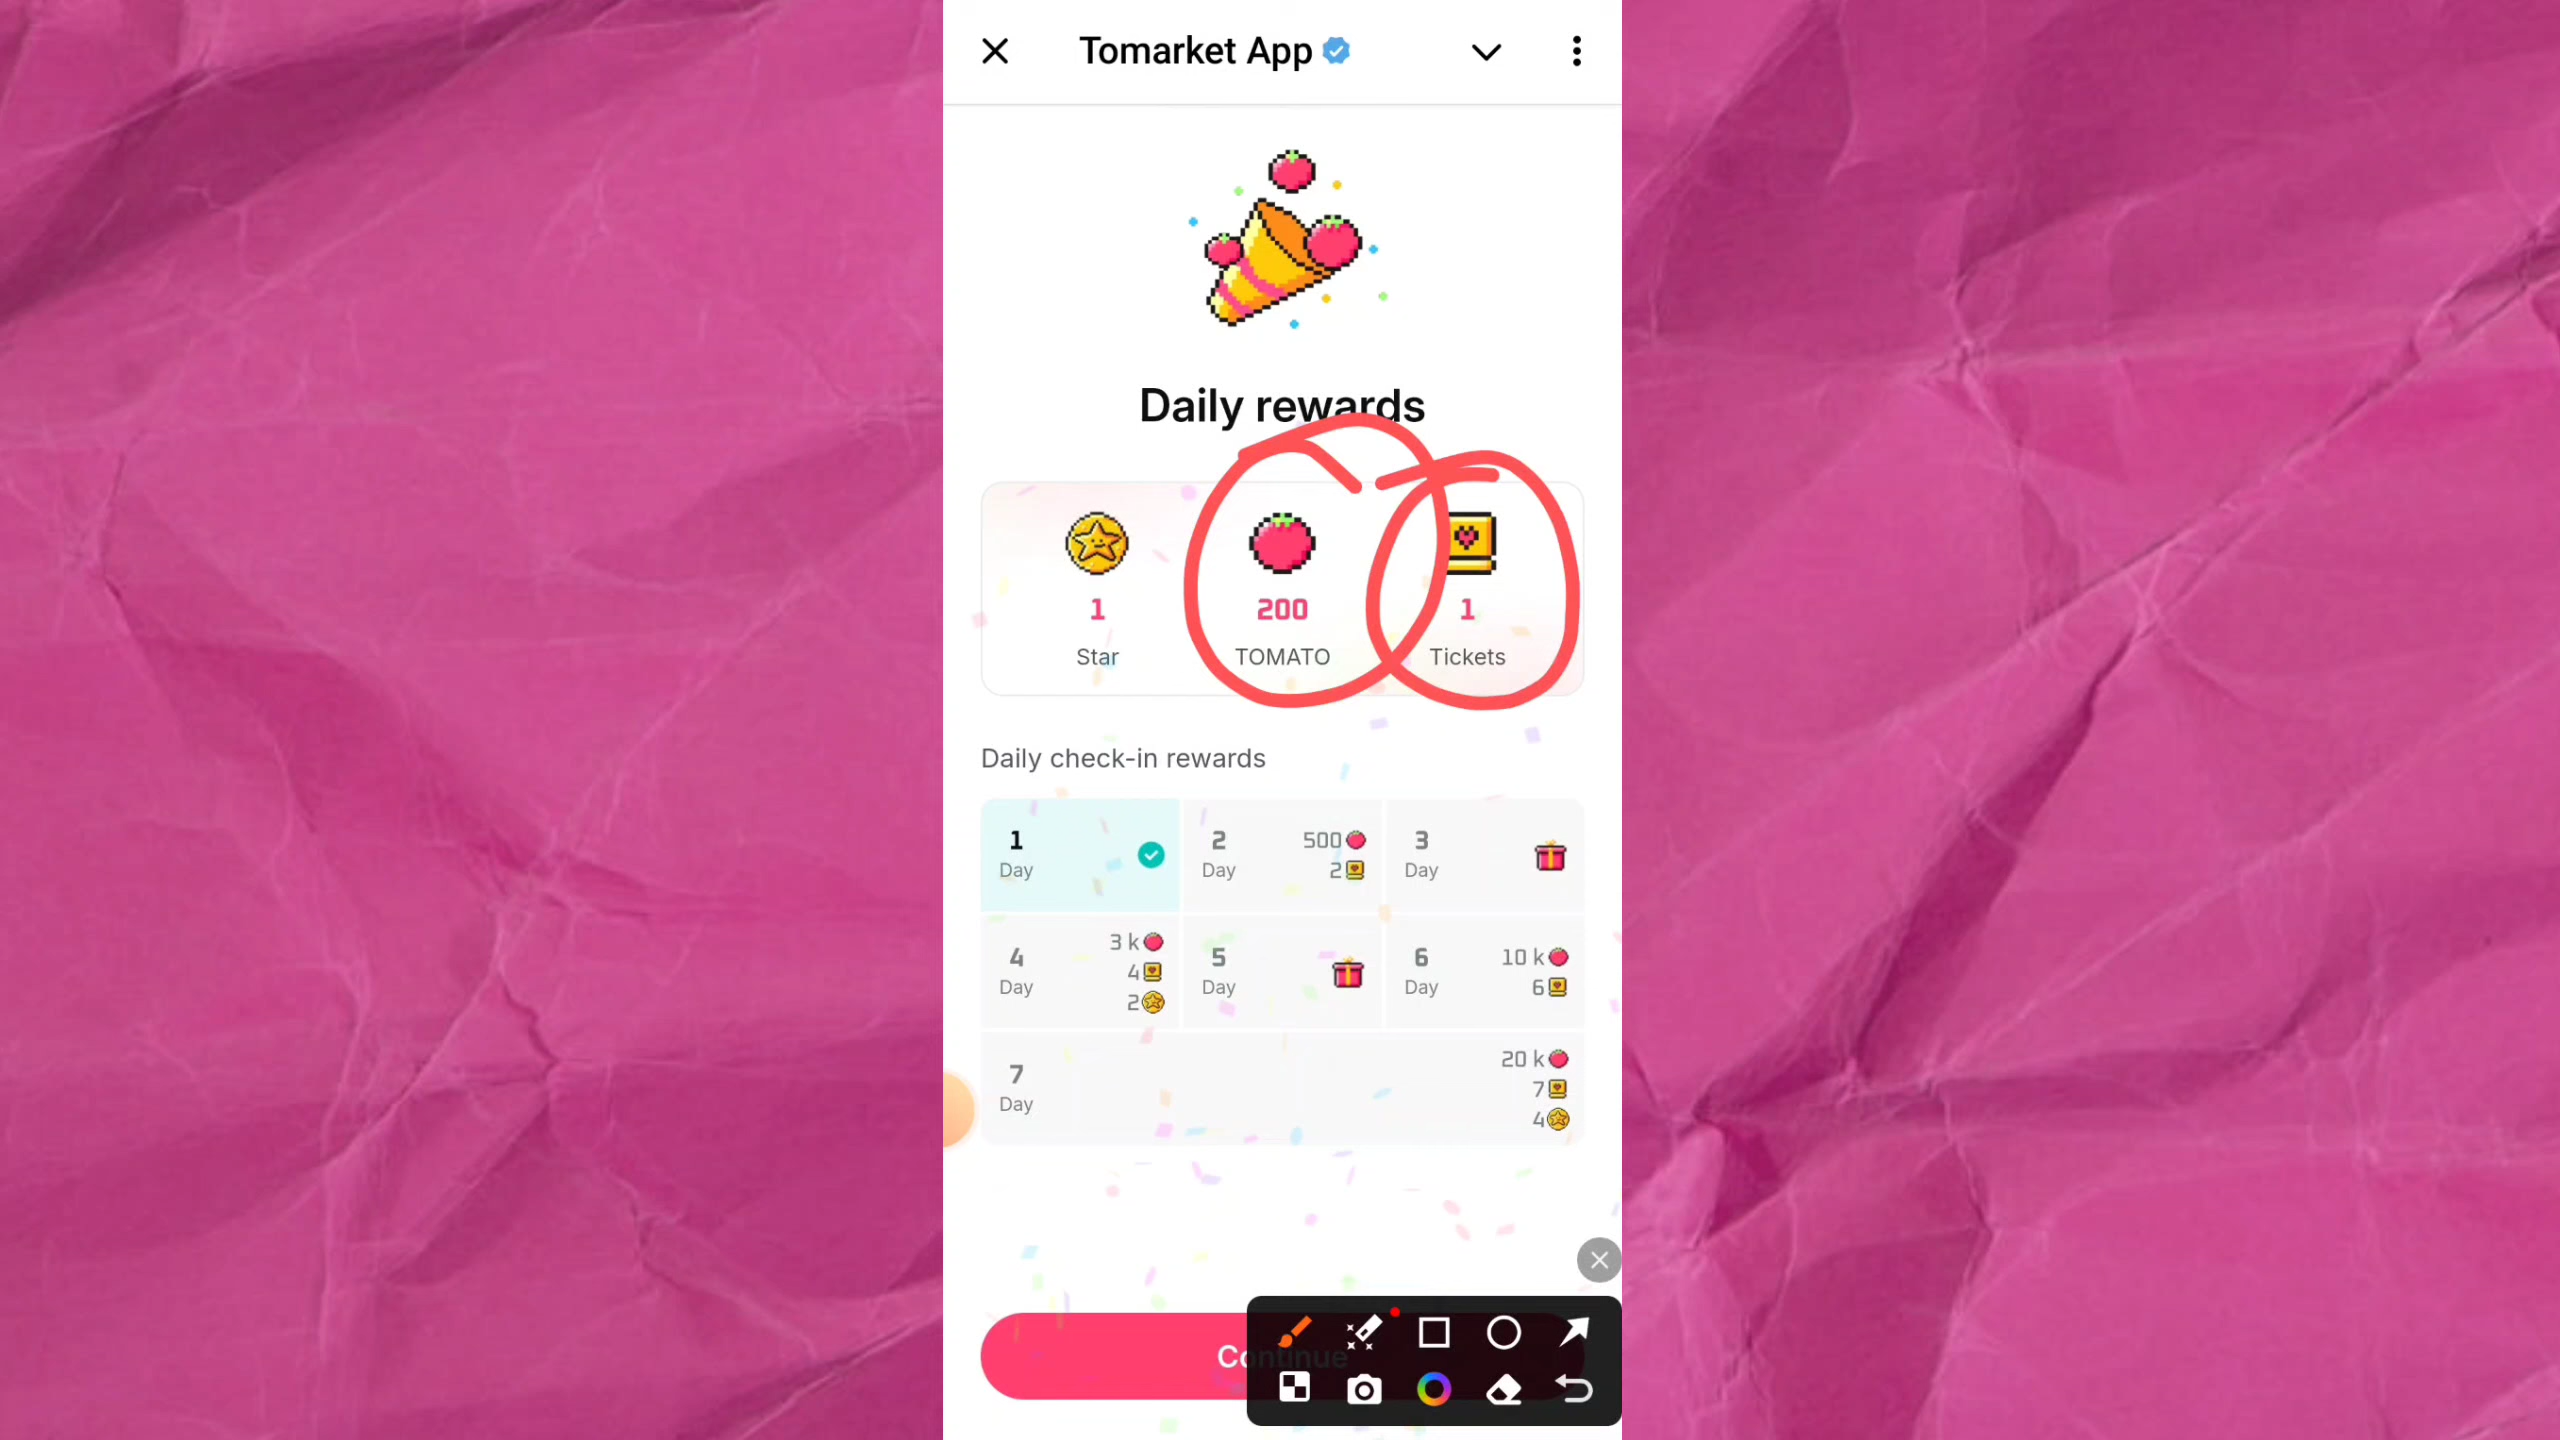 Tomarket App
Daily rewards
1
Star
200
TOMATO
1
Tickets
Daily check-in rewards
1
Day
2
Day
500
2
3
Day
4
Day
3 k
4
2
5
Day
6
Day
10 k
6
7
Day
20 k
7
4
Continue